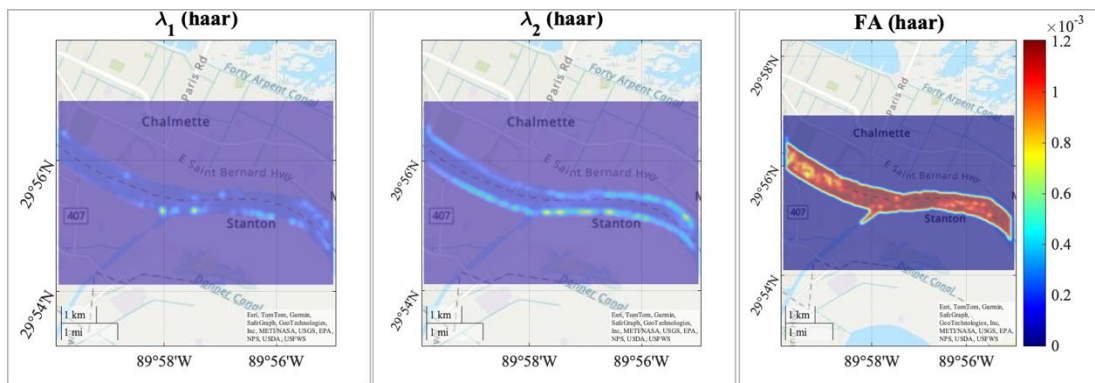 λ₁ (haar)
29°56'N
29°54'N
Paris Rd
Forty Arpent Canal
Chalmette
E Saint Bernard Hwy
407
Stanton
Canal
1 km
1 mi
Esri, TomTom, Garmin,
SafeGraph, GeoTechnologies,
Inc, METI/NASA, USGS, EPA,
NPS, USDA, USFWS
89°58'W
89°56'W
λ₂ (haar)
29°56'N
29°54'N
Paris Rd
Forty Arpent Canal
Chalmette
E Saint Bernard Hwy
407
Stanton
Canal
1 km
1 mi
Esri, TomTom, Garmin,
SafeGraph, GeoTechnologies,
Inc, METI/NASA, USGS, EPA,
NPS, USDA, USFWS
89°58'W
89°56'W
FA (haar)
29°58'N
29°56'N
29°54'N
Paris Rd
Forty Arpent Canal
Chalmette
E Saint Bernard Hwy
407
Stanton
Canal
1 km
1 mi
Esri, TomTom, Garmin,
SafeGraph,
GeoTechnologies, Inc,
METI/NASA, USGS, EPA,
NPS, USDA, USFWS
89°58'W
89°56'W
×10⁻³
1.2
1
0.8
0.6
0.4
0.2
0